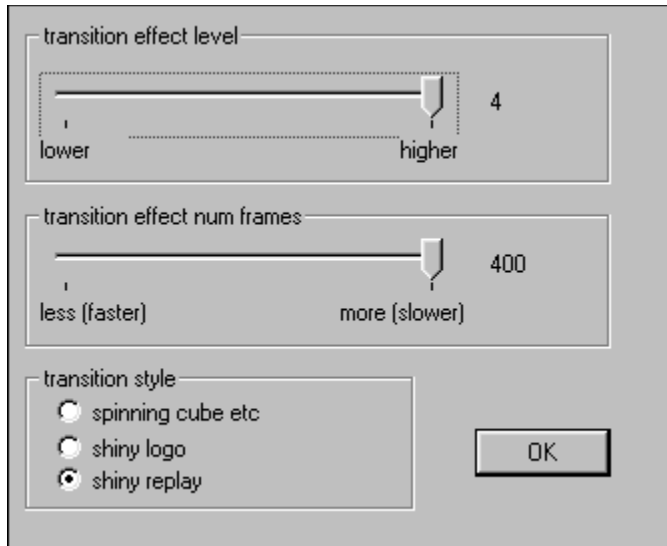 transition effect level
4
lower higher
transition effect num frames
400
less (faster) more (slower)
transition style
spinning cube etc
shiny logo
shiny replay
OK